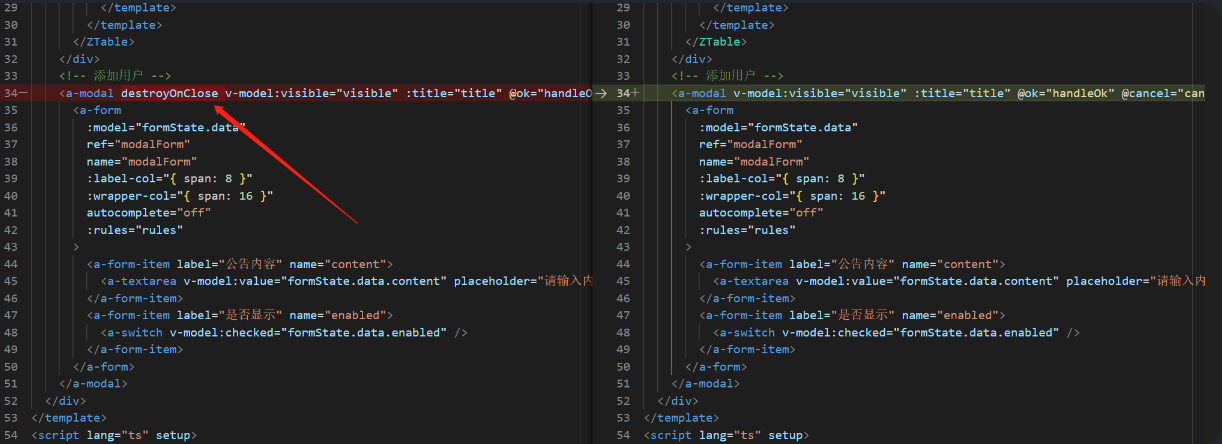 29 </template>
30 </template>
31 </ZTable>
32 </div>
33 <!-- 添加用户 -->
34— <a-modal destroyOnClose v-model:visible="visible" :title="title" @ok="handleO
35 <a-form
36 :model="formState.data"
37 ref="modalForm"
38 name="modalForm"
39 :label-col="{ span: 8 }"
40 :wrapper-col="{ span: 16 }"
41 autocomplete="off"
42 :rules="rules"
43 >
44 <a-form-item label="公告内容" name="content">
45 <a-textarea v-model:value="formState.data.content" placeholder="请输入内
46 </a-form-item>
47 <a-form-item label="是否显示" name="enabled">
48 <a-switch v-model:checked="formState.data.enabled" />
49 </a-form-item>
50 </a-form>
51 </a-modal>
52 </div>
53 </template>
54 <script lang="ts" setup>
29 </template>
30 </template>
31 </ZTable>
32 </div>
33 <!-- 添加用户 -->
→ 34+ <a-modal v-model:visible="visible" :title="title" @ok="handleOk" @cancel="can
35 <a-form
36 :model="formState.data"
37 ref="modalForm"
38 name="modalForm"
39 :label-col="{ span: 8 }"
40 :wrapper-col="{ span: 16 }"
41 autocomplete="off"
42 :rules="rules"
43 >
44 <a-form-item label="公告内容" name="content">
45 <a-textarea v-model:value="formState.data.content" placeholder="请输入内
46 </a-form-item>
47 <a-form-item label="是否显示" name="enabled">
48 <a-switch v-model:checked="formState.data.enabled" />
49 </a-form-item>
50 </a-form>
51 </a-modal>
52 </div>
53 </template>
54 <script lang="ts" setup>